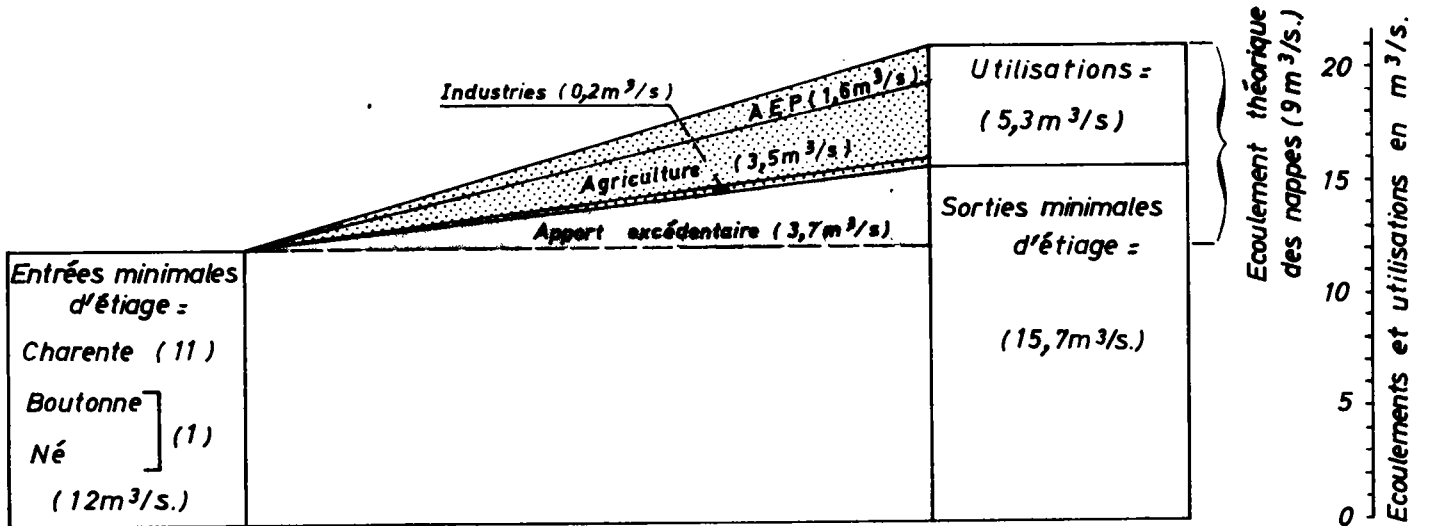 Industries (0,2m³/s)
AEP (1,6m³/s)
Agriculture (3,5m³/s)
Apport excédentaire (3,7m³/s)
Entrées minimales
d'étiage =
Charente (11)
Boutonne
Né
(1)
(12m³/s.)
Utilisations =
(5,3m³/s)
Sorties minimales
d'étiage =
(15,7m³/s.)
Ecoulement théorique
des nappes (9m³/s.)
20
15
10
5
0
Ecoulements et utilisations en m³/s.